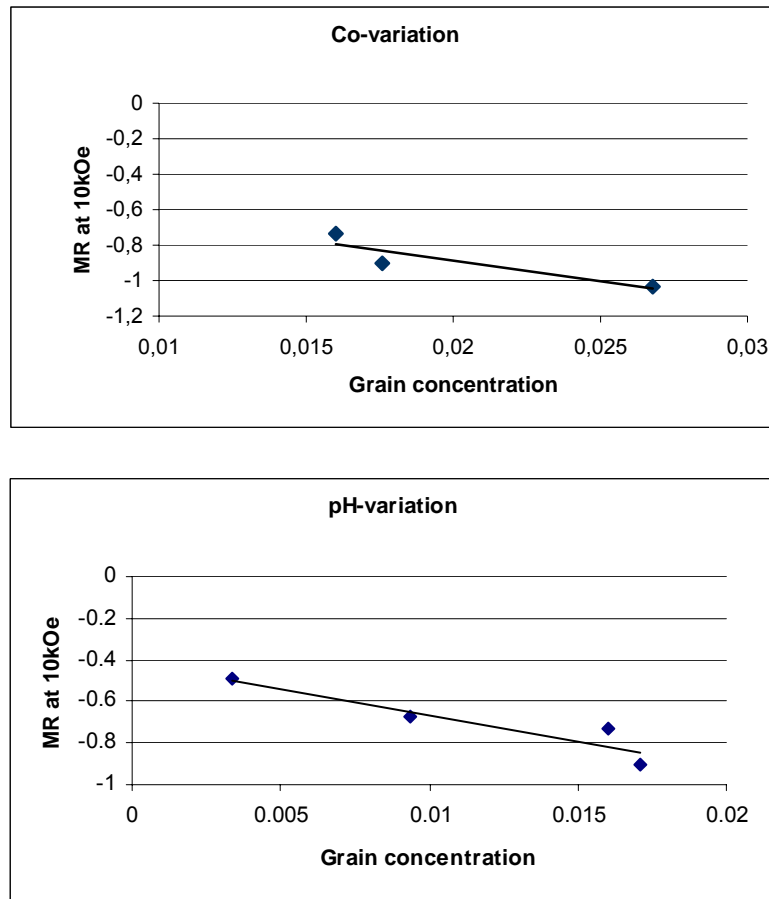 Co-variation
0
-0,2
-0,4
-0,6
-0,8
-1
-1,2
MR at 10kOe
0,01 0,015 0,02 0,025 0,03
Grain concentration
pH-variation
0
-0.2
-0.4
-0.6
-0.8
-1
MR at 10kOe
0 0.005 0.01 0.015 0.02
Grain concentration